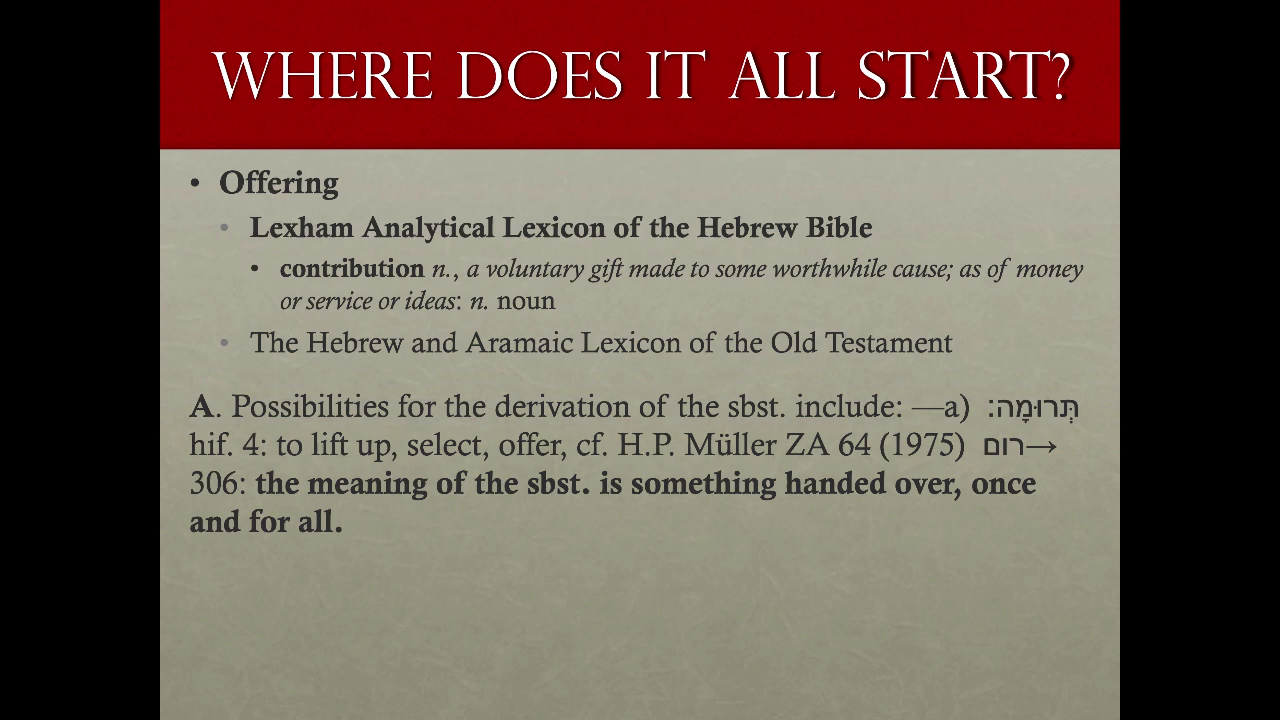 WHERE DOES IT ALL START?
• Offering
• Lexham Analytical Lexicon of the Hebrew Bible
• contribution n., a voluntary gift made to some worthwhile cause; as of money
or service or ideas: n. noun
• The Hebrew and Aramaic Lexicon of the Old Testament
A. Possibilities for the derivation of the sbst. include: —a) תְּרוּמָה:
hif. 4: to lift up, select, offer, cf. H.P. Müller ZA 64 (1975) רום→
306: the meaning of the sbst. is something handed over, once
and for all.